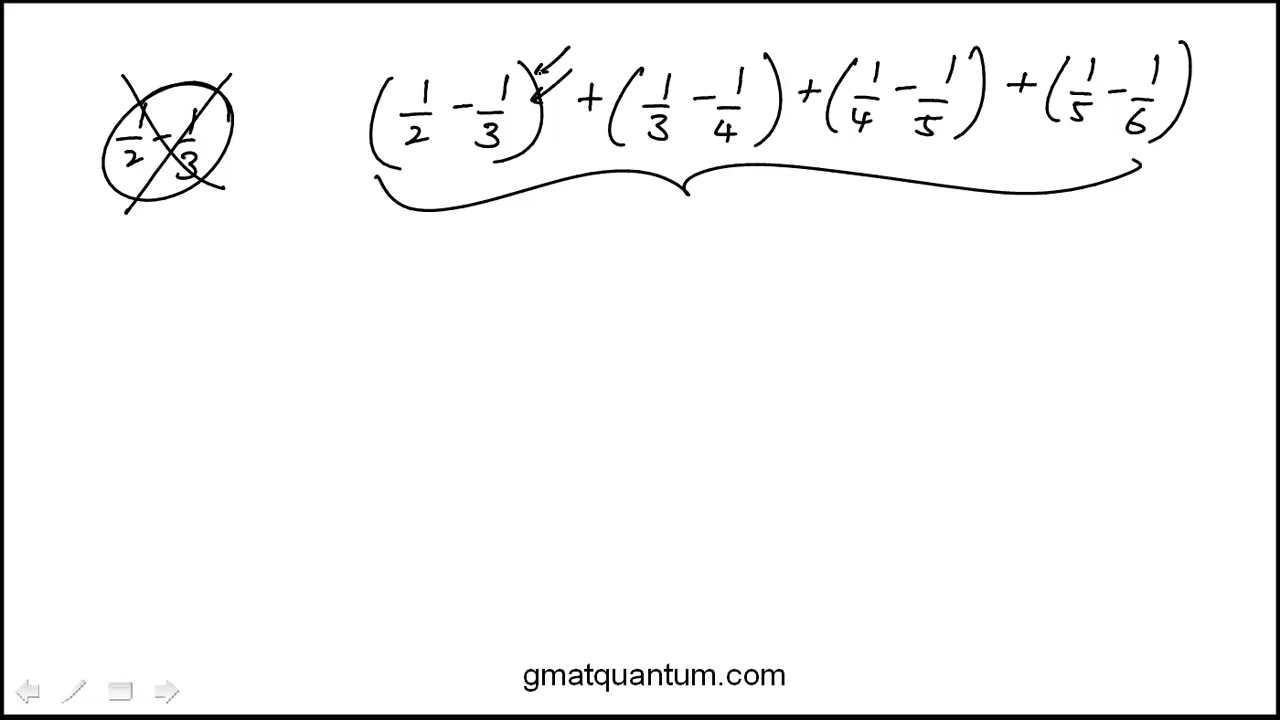 1/2 - 1/3
(1/2 - 1/3) + (1/3 - 1/4) + (1/4 - 1/5) + (1/5 - 1/6)
gmatquantum.com